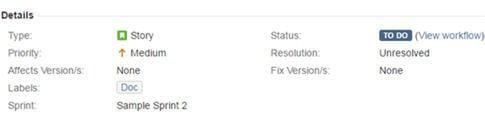 Details
Type: Story Status: TO DO (View workflow)
Priority: Medium Resolution: Unresolved
Affects Version/s: None Fix Version/s: None
Labels: Doc
Sprint: Sample Sprint 2